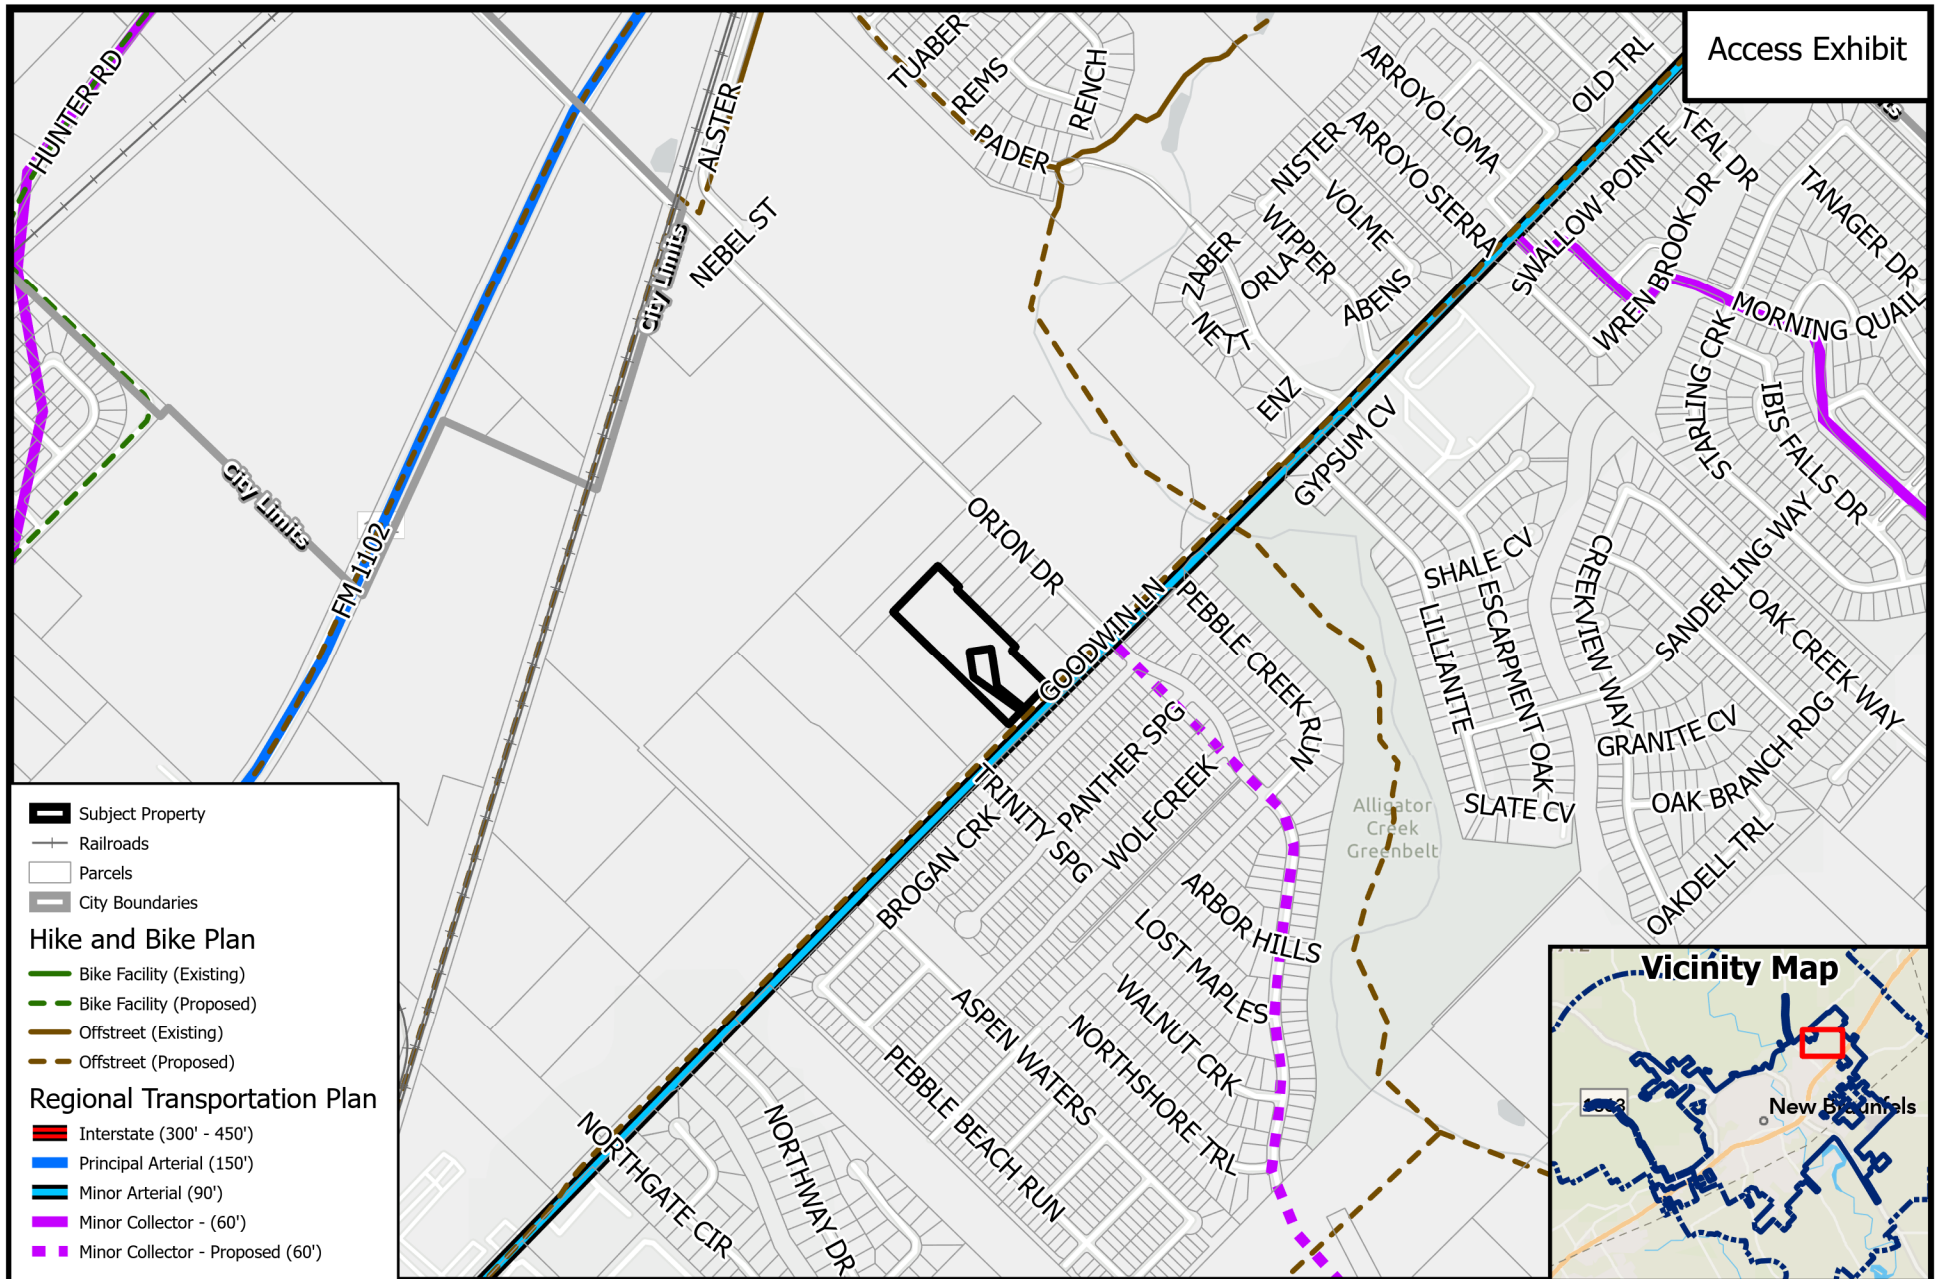 Access Exhibit
HUNTER RD
ALSTER
TUABER
REMS
RENCH
PADER
ARROYO LOMA
OLD TRL
NISTER
ARROYO SIERRA
VOLME
WIPPER
ORLA
ZABER
NETT
ABENS
ENZ
TEAL DR
SWALLOW POINTE
WREN BROOK DR
TANAGER DR
MORNING QUAIL
STARLING CRK
IBIS FALLS DR
NEBEL ST
City Limits
City Limits
FM 1102
ORION DR
GOODWIN LN
GYPSUM CV
PEBBLE CREEK RUN
SHALE CV
LILLIANITE
ESCARPMENT OAK
CREEKVIEW WAY
SANDERLING WAY
OAK CREEK WAY
GRANITE CV
OAK BRANCH RDG
SLATE CV
OAKDELL TRL
PANTHER SPG
WOLFCREEK
TRINITY SPG
BROGAN CRK
Alligator
Creek
Greenbelt
ARBOR HILLS
LOST MAPLES
WALNUT CRK
ASPEN WATERS
NORTHSHORE TRL
PEBBLE BEACH RUN
NORTHGATE CIR
NORTHWAY DR
Subject Property
Railroads
Parcels
City Boundaries
Hike and Bike Plan
Bike Facility (Existing)
Bike Facility (Proposed)
Offstreet (Existing)
Offstreet (Proposed)
Regional Transportation Plan
Interstate (300' - 450')
Principal Arterial (150')
Minor Arterial (90')
Minor Collector - (60')
Minor Collector - Proposed (60')
Vicinity Map
New Braunfels